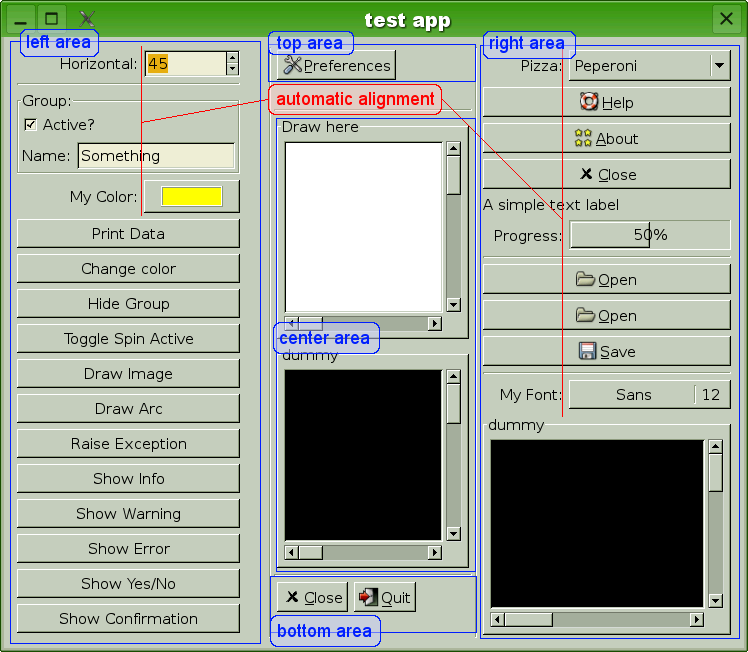 test app
left area
Horizontal: 45
Group:
Active?
Name: Something
My Color:
Print Data
Change color
Hide Group
Toggle Spin Active
Draw Image
Draw Arc
Raise Exception
Show Info
Show Warning
Show Error
Show Yes/No
Show Confirmation
top area
Preferences
automatic alignment
Draw here
center area
dummy
Close Quit
bottom area
right area
Pizza: Peperoni
Help
About
Close
A simple text label
Progress: 50%
Open
Open
Save
My Font: Sans 12
dummy